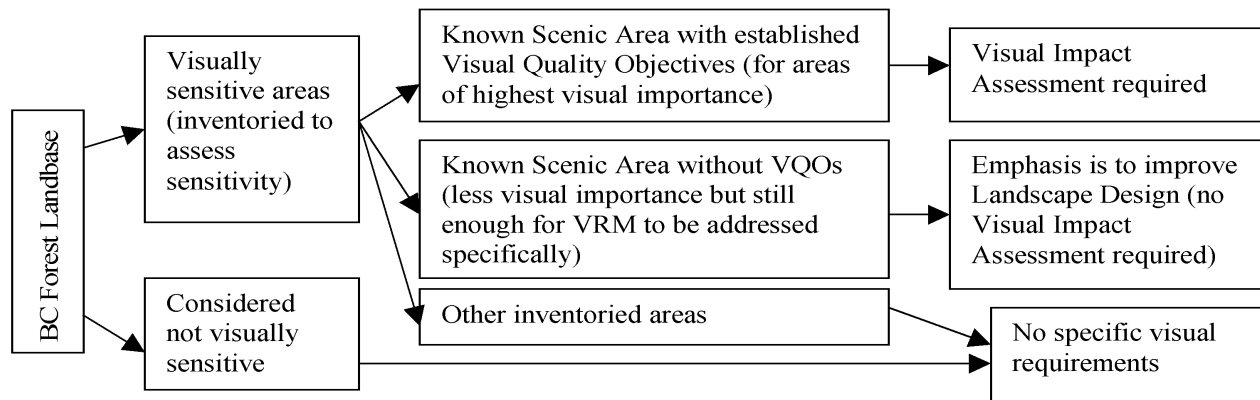 BC Forest Landbase
Visually
sensitive areas
(inventoried to
assess
sensitivity)
Considered
not visually
sensitive
Known Scenic Area with established
Visual Quality Objectives (for areas
of highest visual importance)
Known Scenic Area without VQOs
(less visual importance but still
enough for VRM to be addressed
specifically)
Other inventoried areas
Visual Impact
Assessment required
Emphasis is to improve
Landscape Design (no
Visual Impact
Assessment required)
No specific visual
requirements